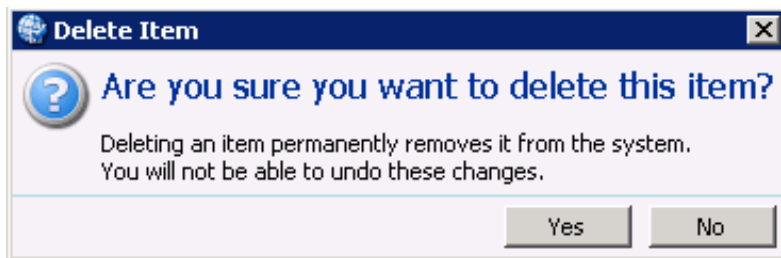 Delete Item
Are you sure you want to delete this item?
Deleting an item permanently removes it from the system.
You will not be able to undo these changes.
Yes No